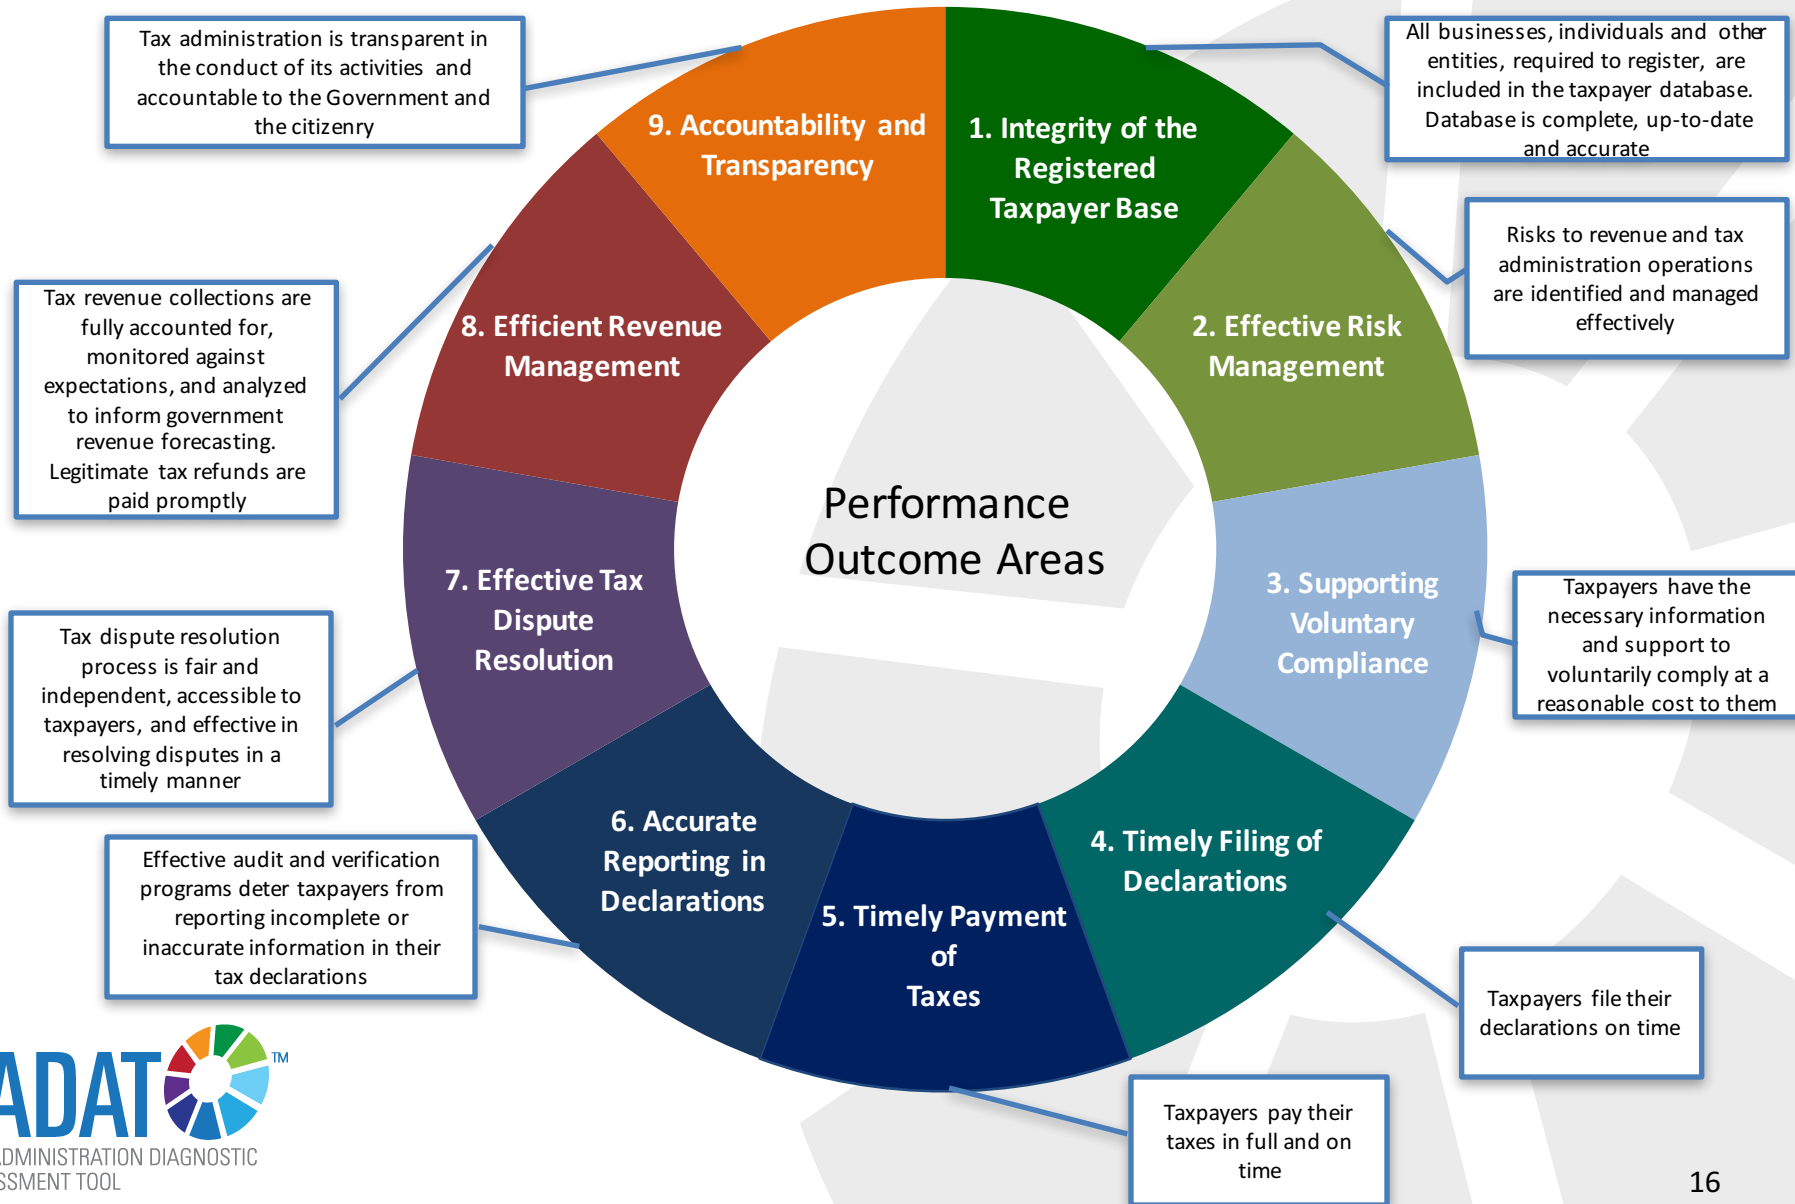 Tax administration is transparent in
the conduct of its activities and
accountable to the Government and
the citizenry
All businesses, individuals and other
entities, required to register, are
included in the taxpayer database.
Database is complete, up-to-date
and accurate
9. Accountability and
Transparency
1. Integrity of the
Registered
Taxpayer Base
Risks to revenue and tax
administration operations
are identified and managed
effectively
Tax revenue collections are
fully accounted for,
monitored against
expectations, and analyzed
to inform government
revenue forecasting.
Legitimate tax refunds are
paid promptly
8. Efficient Revenue
Management
2. Effective Risk
Management
Performance
Outcome Areas
7. Effective Tax
Dispute
Resolution
3. Supporting
Voluntary
Compliance
Taxpayers have the
necessary information
and support to
voluntarily comply at a
reasonable cost to them
Tax dispute resolution
process is fair and
independent, accessible to
taxpayers, and effective in
resolving disputes in a
timely manner
6. Accurate
Reporting in
Declarations
4. Timely Filing of
Declarations
5. Timely Payment
of
Taxes
Effective audit and verification
programs deter taxpayers from
reporting incomplete or
inaccurate information in their
tax declarations
Taxpayers file their
declarations on time
Taxpayers pay their
taxes in full and on
time
ADAT TM
ADMINISTRATION DIAGNOSTIC
SSMENT TOOL
16